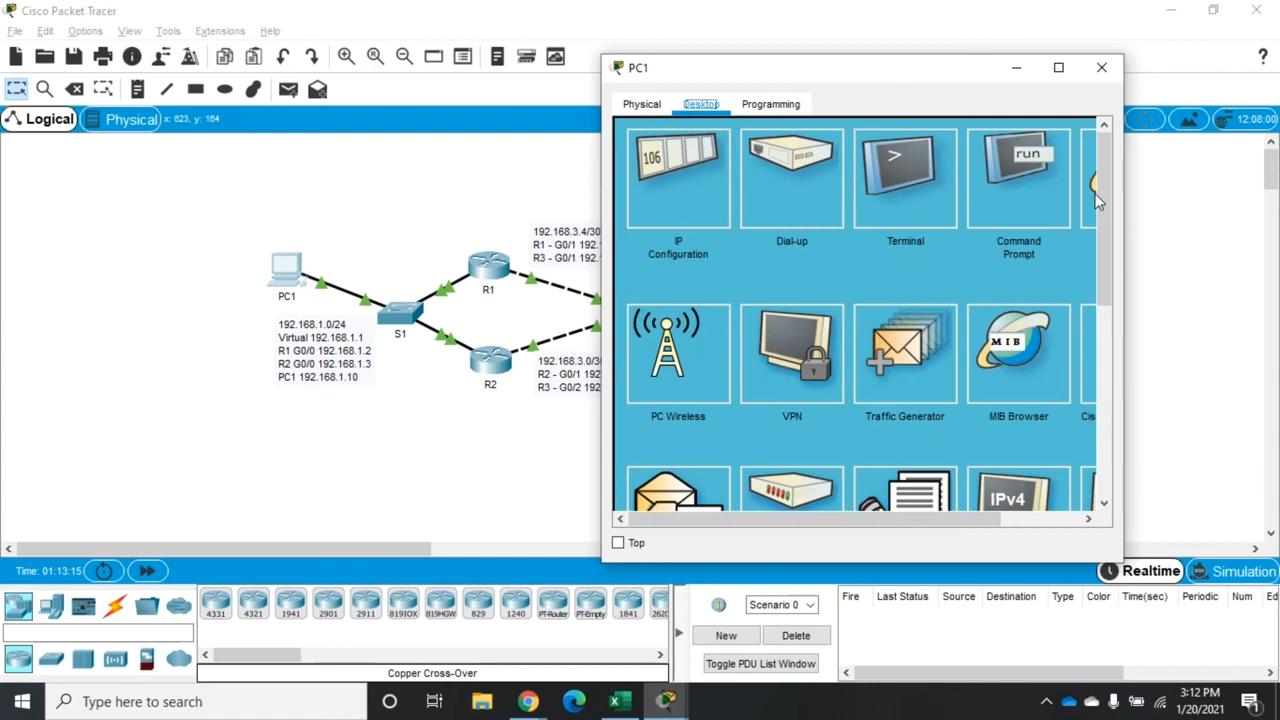 Cisco Packet Tracer
File Edit Options View Tools Extensions Help
?
PC1
Physical Desktop Programming
Logical Physical x: 623, y: 164
12:08:00
106
>
run
IP Configuration
Dial-up
Terminal
Command Prompt
MIB
PC Wireless
VPN
Traffic Generator
MIB Browser
IPv4
Top
192.168.3.4/30
R1 - G0/1 192.1
R3 - G0/1 192.1
PC1
R1
S1
R2
192.168.1.0/24
Virtual 192.168.1.1
R1 G0/0 192.168.1.2
R2 G0/0 192.168.1.3
PC1 192.168.1.10
192.168.3.0/30
R2 - G0/1 192
R3 - G0/2 192
Time: 01:13:15
Realtime Simulation
4331 4321 1941 2901 2911 819IOX 819HGW 829 1240 PT-Router PT-Empty 1841 2620
Copper Cross-Over
Scenario 0
New Delete
Toggle PDU List Window
Fire Last Status Source Destination Type Color Time(sec) Periodic Num Ed
Type here to search
3:12 PM
1/20/2021
1